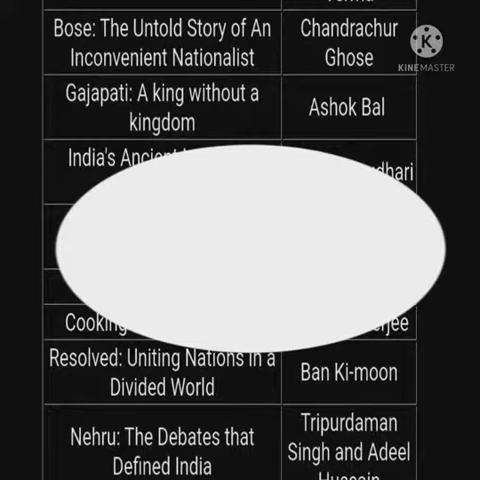 Bose: The Untold Story of An
Inconvenient Nationalist
Chandrachur
Ghose
KINEMASTER
Gajapati: A king without a
kingdom
Ashok Bal
India's
Resolved: Uniting Nations in a
Divided World
Ban Ki-moon
Nehru: The Debates that
Defined India
Tripurdaman
Singh and Adeel